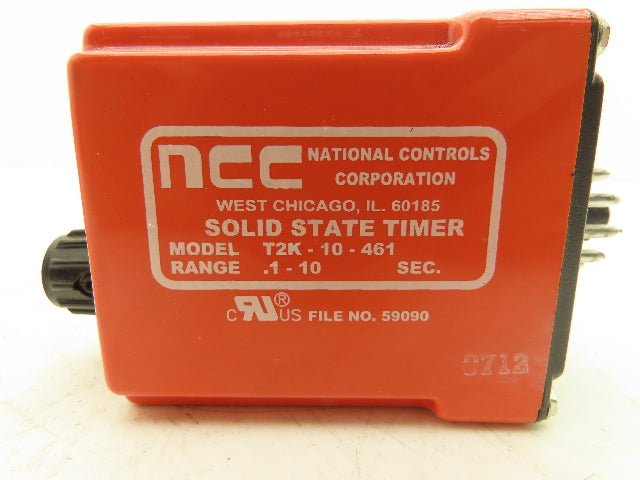 ncc NATIONAL CONTROLS
CORPORATION
WEST CHICAGO, IL. 60185
SOLID STATE TIMER
MODEL T2K - 10 - 461
RANGE .1 - 10 SEC.
c RU ® US FILE NO. 59090
0712